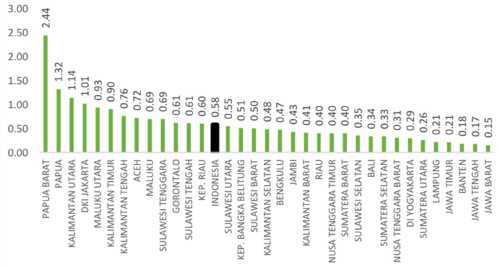 3.00
2.50
2.00
1.50
1.00
0.50
0.00
2.44
1.32
1.14
1.01
0.93
0.90
0.76
0.72
0.69
0.69
0.61
0.61
0.60
0.58
0.55
0.51
0.50
0.48
0.47
0.43
0.41
0.40
0.40
0.40
0.35
0.34
0.33
0.31
0.29
0.26
0.21
0.21
0.18
0.17
0.15
PAPUA BARAT
PAPUA
KALIMANTAN UTARA
DKI JAKARTA
MALUKU UTARA
KALIMANTAN TIMUR
KALIMANTAN TENGAH
ACEH
MALUKU
SULAWESI TENGGARA
GORONTALO
SULAWESI TENGAH
KEP. RIAU
INDONESIA
SULAWESI UTARA
KEP. BANGKA BELITUNG
SULAWESI BARAT
KALIMANTAN SELATAN
BENGKULU
JAMBI
KALIMANTAN BARAT
RIAU
NUSA TENGGARA TIMUR
SUMATERA BARAT
SULAWESI SELATAN
BALI
SUMATERA SELATAN
NUSA TENGGARA BARAT
DI YOGYAKARTA
SUMATERA UTARA
LAMPUNG
JAWA TIMUR
BANTEN
JAWA TENGAH
JAWA BARAT